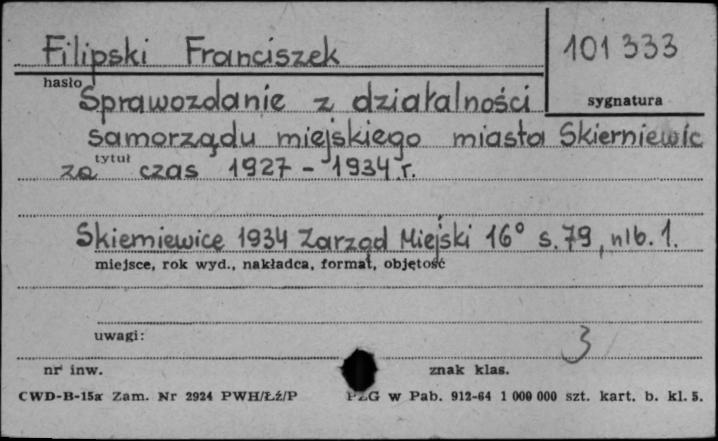 Filipski Franciszek
101 333
hasło
sygnatura
Sprawozdanie z działalności
samorządu miejskiego miasta Skierniewic
tytuł
za czas 1927 - 1934 r.
Skierniewice 1934 Zarząd Miejski 16° s. 79, nlb. 1.
miejsce, rok wyd., nakładca, format, objętość
uwagi:
3
nr inw. znak klas.
CWD-B-15a Zam. Nr 2924 PWH/Łź/P PZG w Pab. 912-64 1 000 000 szt. kart. b. kl. 5.